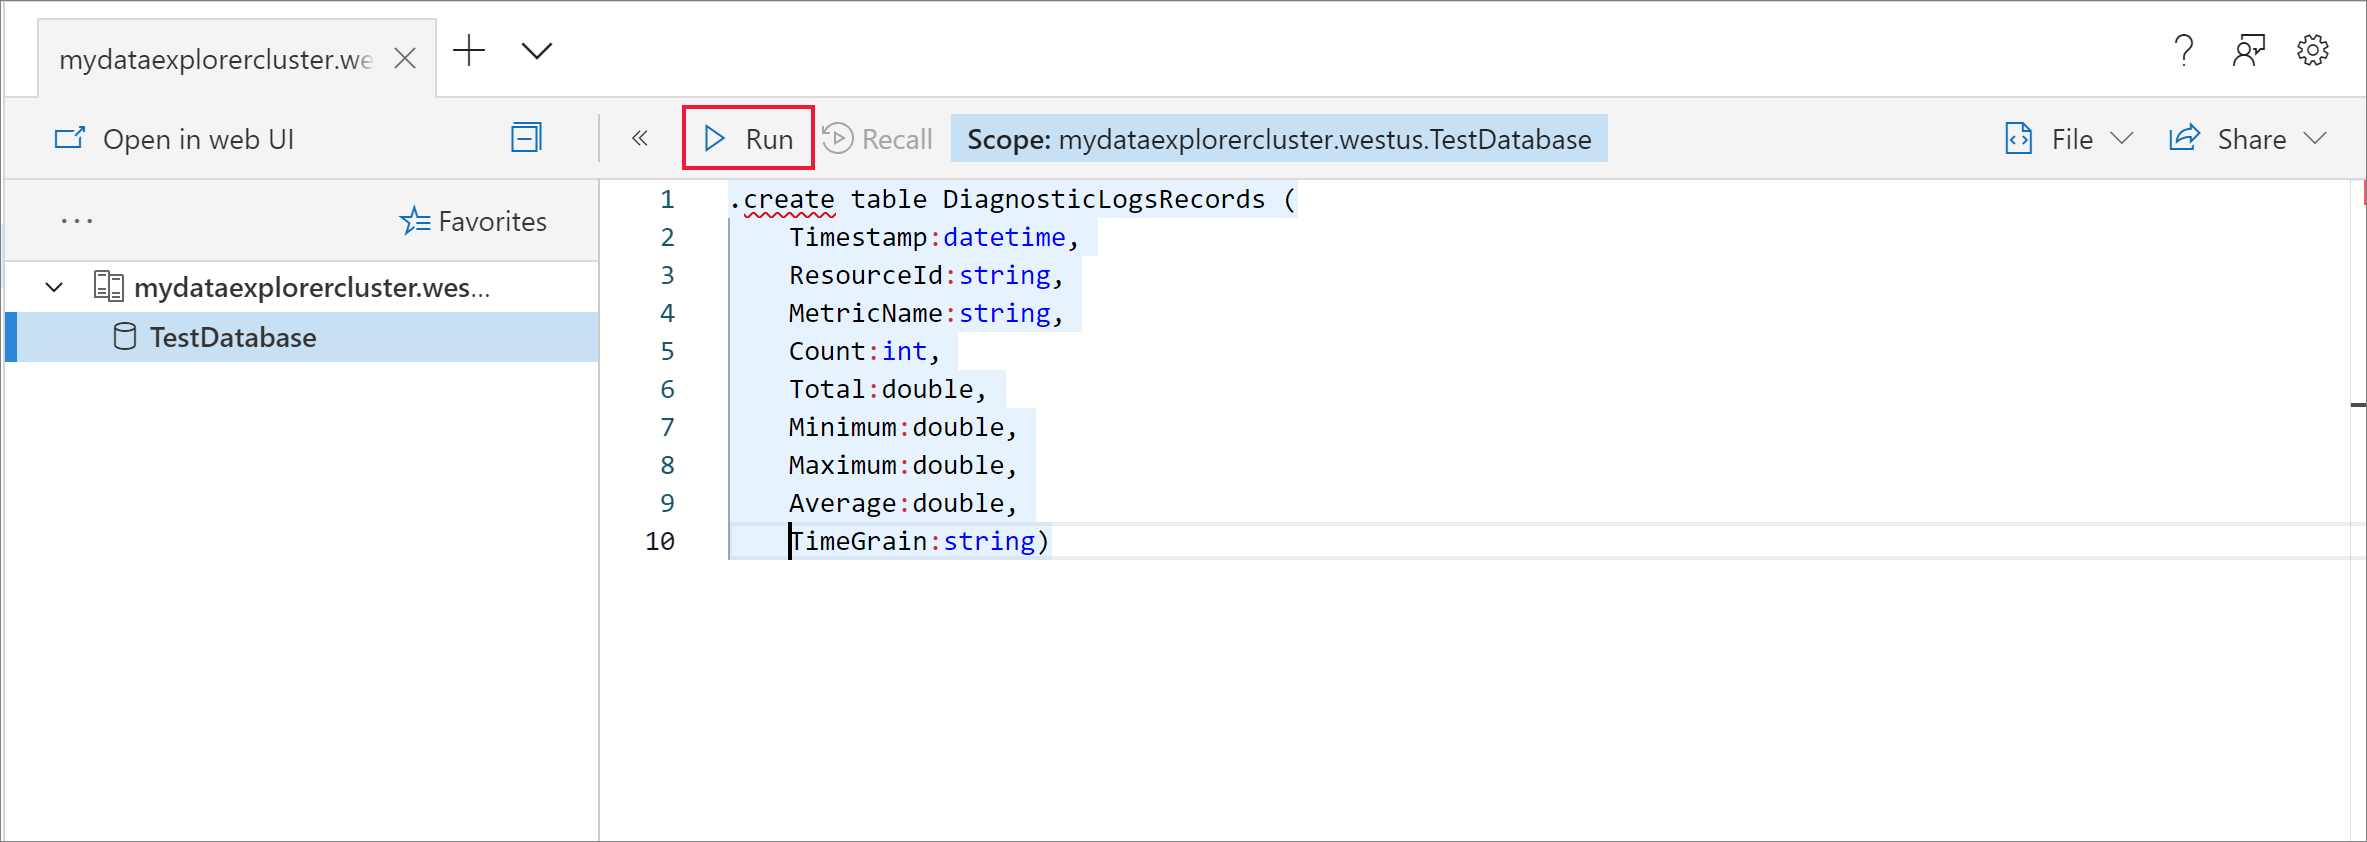 mydataexplorercluster.we
Open in web UI
Run
Recall
Scope: mydataexplorercluster.westus.TestDatabase
File
Share
...
Favorites
mydataexplorercluster.wes...
TestDatabase
1 .create table DiagnosticLogsRecords (
2 Timestamp:datetime,
3 ResourceId:string,
4 MetricName:string,
5 Count:int,
6 Total:double,
7 Minimum:double,
8 Maximum:double,
9 Average:double,
10 TimeGrain:string)